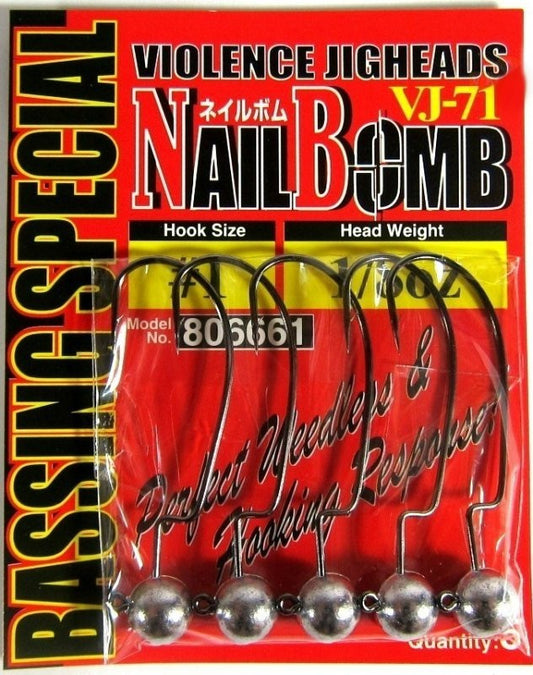 BASSING SPECIAL
VIOLENCE JIGHEADS
VJ-71
ネイルボム
NAIL BOMB
Hook Size
Head Weight
#1
Model No. 806661
Perfect Weedless &
Hooking Response
Quantity: